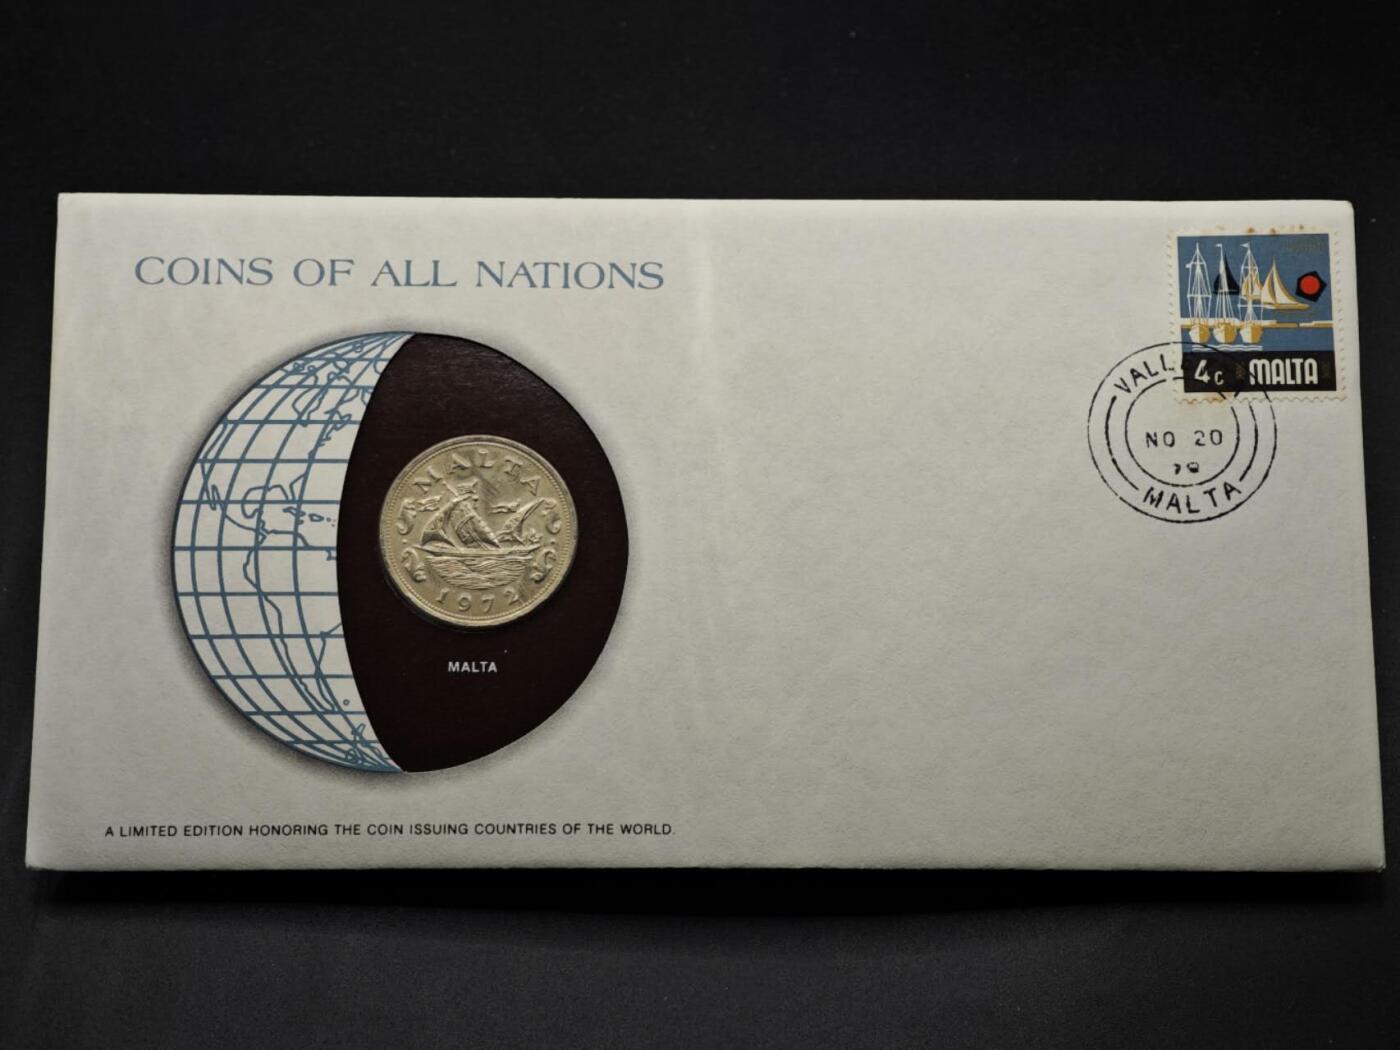 COINS OF ALL NATIONS
4c MALTA
NO 20
MALTA
MALTA
1972
MALTA
A LIMITED EDITION HONORING THE COIN ISSUING COUNTRIES OF THE WORLD.